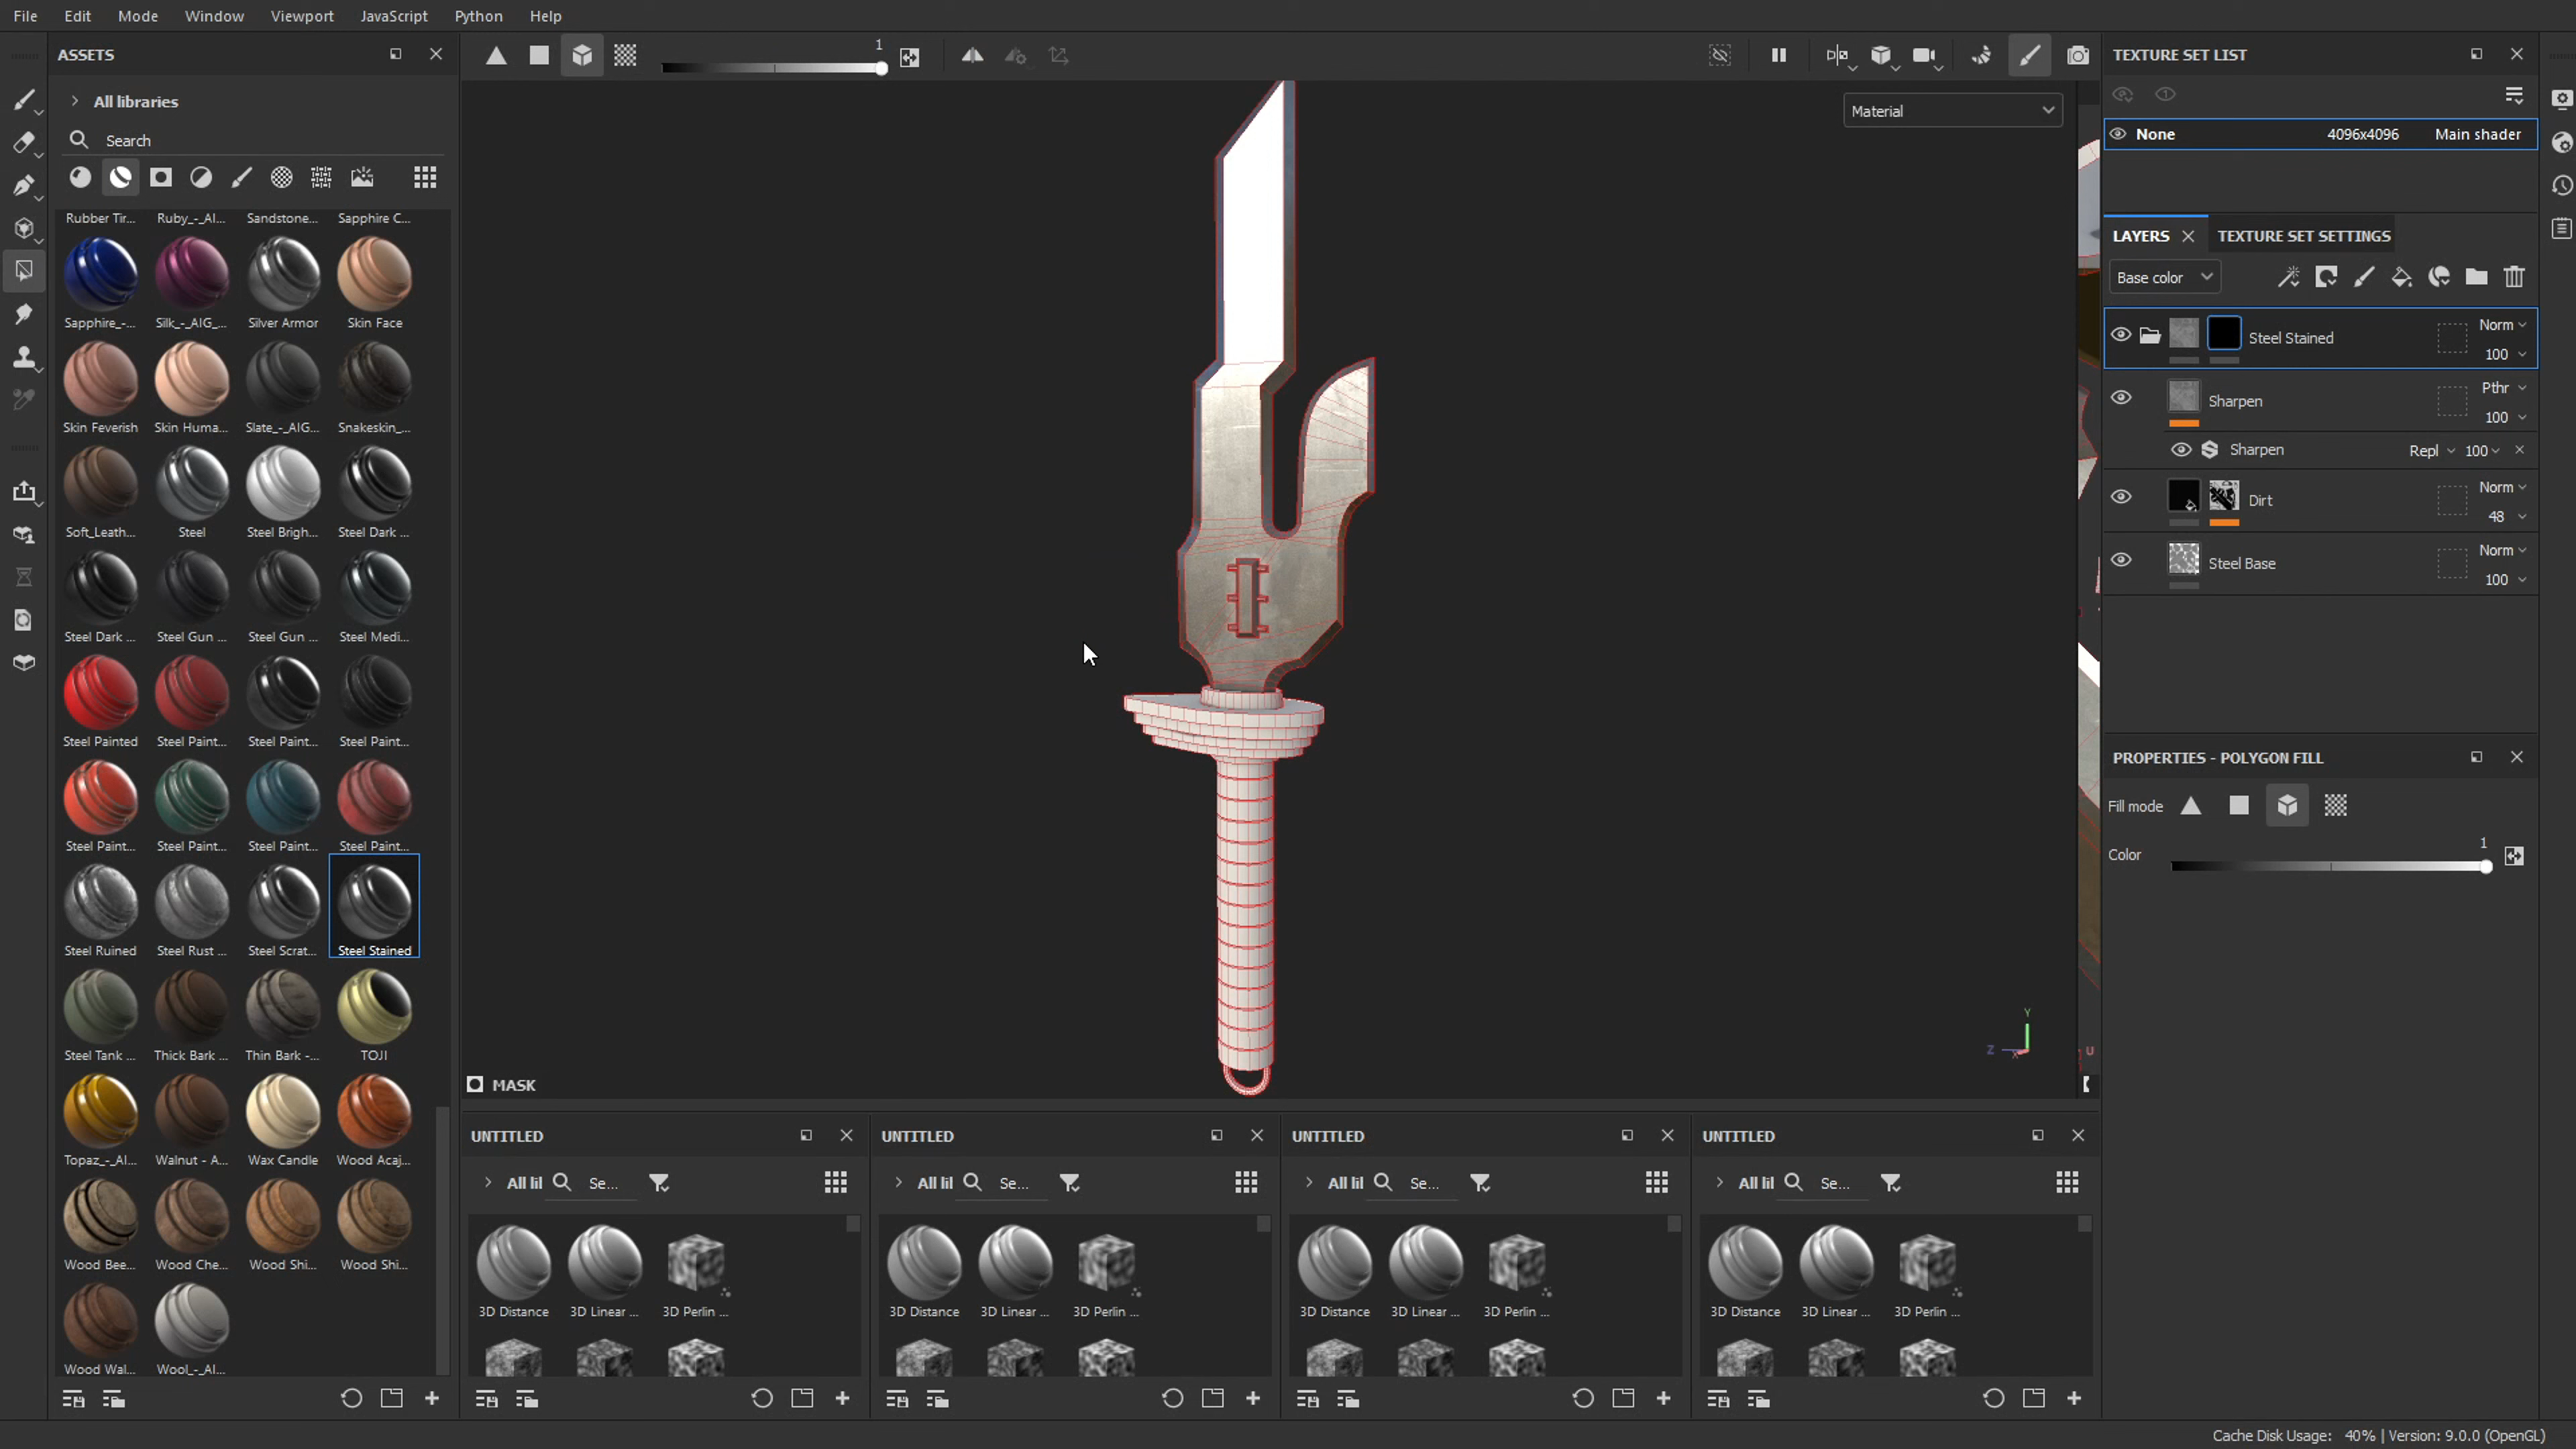 File Edit Mode Window Viewport JavaScript Python Help
ASSETS
All libraries
Search
Rubber Tir... Ruby_-_AI... Sandstone... Sapphire C...
Sapphire_-... Silk_-_AIG_... Silver Armor Skin Face
Skin Feverish Skin Huma... Slate_-_AIG... Snakeskin_...
Soft_Leath... Steel Steel Brigh... Steel Dark ...
Steel Dark ... Steel Gun ... Steel Gun ... Steel Medi...
Steel Painted Steel Paint... Steel Paint... Steel Paint...
Steel Paint... Steel Paint... Steel Paint... Steel Paint...
Steel Ruined Steel Rust ... Steel Scrat... Steel Stained
Steel Tank ... Thick Bark ... Thin Bark -... TOJI
Topaz_-_AI... Walnut - A... Wax Candle Wood Acaj...
Wood Bee... Wood Che... Wood Shi... Wood Shi...
Wood Wal... Wool_-_AI...
1
Material
Y
Z X
U
MASK
UNTITLED UNTITLED UNTITLED UNTITLED
All lil Se... All lil Se... All lil Se... All lil Se...
3D Distance 3D Linear ... 3D Perlin ... 3D Distance 3D Linear ... 3D Perlin ... 3D Distance 3D Linear ... 3D Perlin ... 3D Distance 3D Linear ... 3D Perlin ...
TEXTURE SET LIST
None 4096x4096 Main shader
LAYERS TEXTURE SET SETTINGS
Base color
Steel Stained Norm 100
Sharpen Pthr 100
Sharpen Repl 100
Dirt Norm 48
Steel Base Norm 100
PROPERTIES - POLYGON FILL
Fill mode
Color 1
Cache Disk Usage: 40% | Version: 9.0.0 (OpenGL)